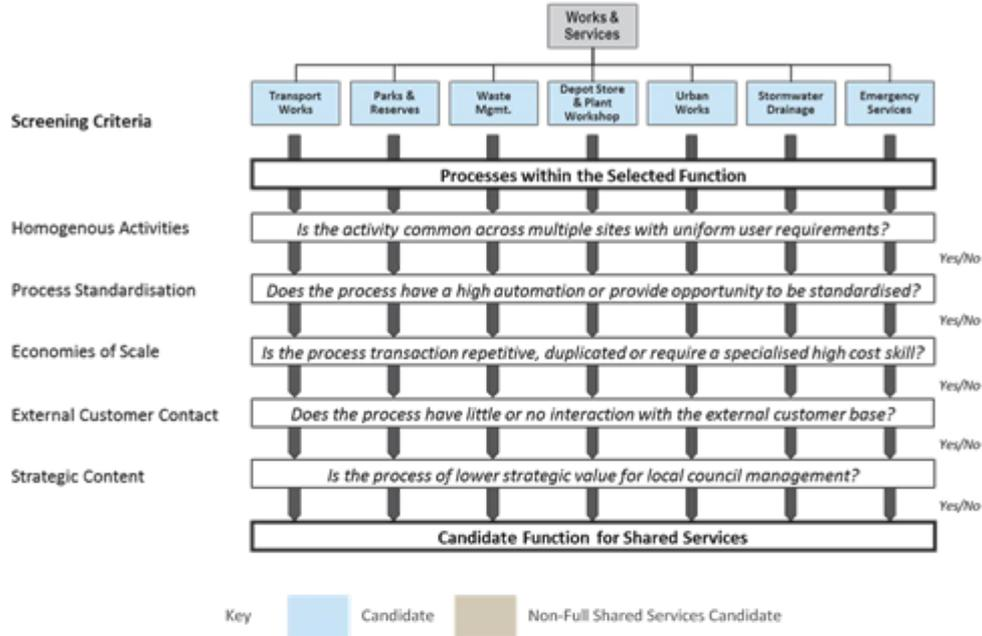 Works &
Services
Transport
Works
Parks &
Reserves
Waste
Mgmt.
Depot Store
& Plant
Workshop
Urban
Works
Stormwater
Drainage
Emergency
Services
Screening Criteria
Processes within the Selected Function
Homogenous Activities
Is the activity common across multiple sites with uniform user requirements?
Yes/No
Process Standardisation
Does the process have a high automation or provide opportunity to be standardised?
Yes/No
Economies of Scale
Is the process transaction repetitive, duplicated or require a specialised high cost skill?
Yes/No
External Customer Contact
Does the process have little or no interaction with the external customer base?
Yes/No
Strategic Content
Is the process of lower strategic value for local council management?
Yes/No
Candidate Function for Shared Services
Key
Candidate
Non-Full Shared Services Candidate